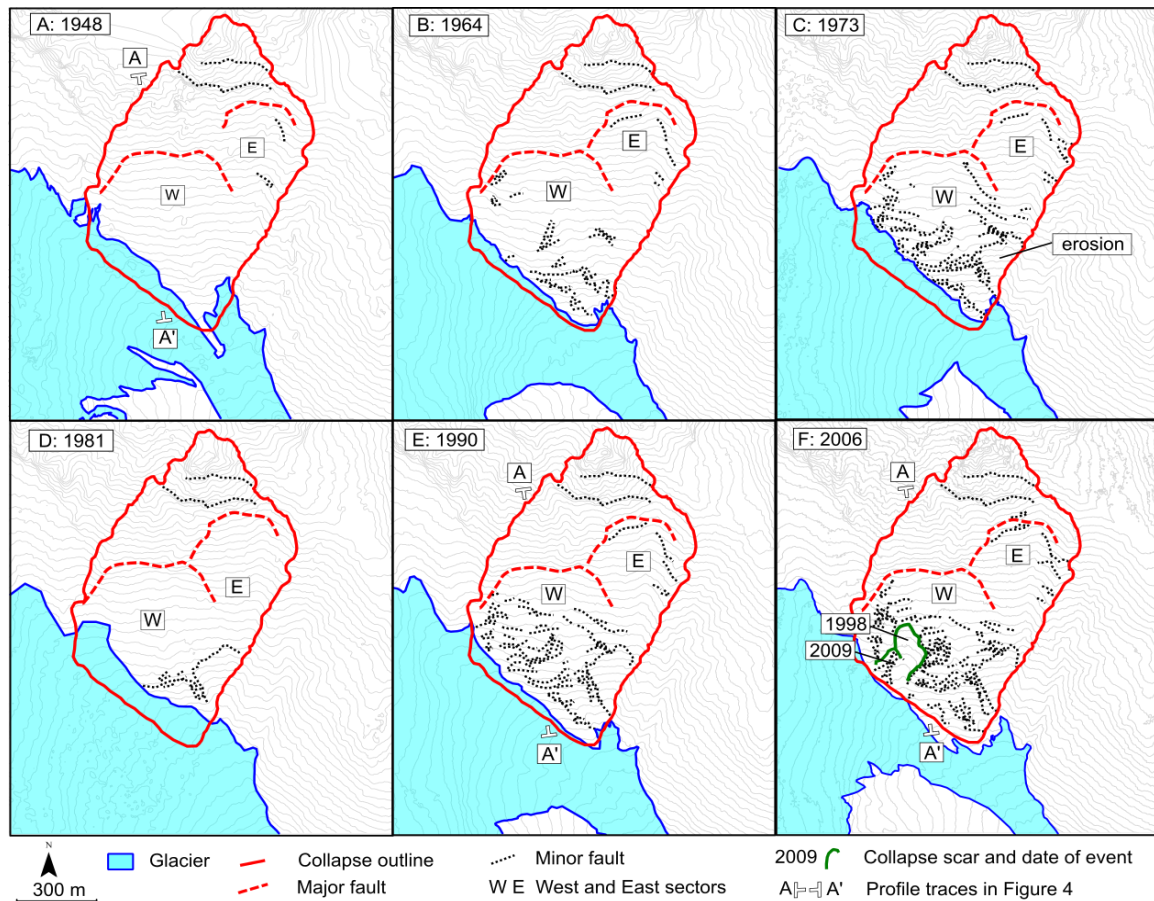 A: 1948
A
E
W
A'
B: 1964
E
W
C: 1973
E
W
erosion
D: 1981
E
W
E: 1990
A
E
W
A'
F: 2006
A
E
W
1998
2009
A'
N
300 m
Glacier
Collapse outline
Major fault
Minor fault
W E West and East sectors
2009 Collapse scar and date of event
A A' Profile traces in Figure 4